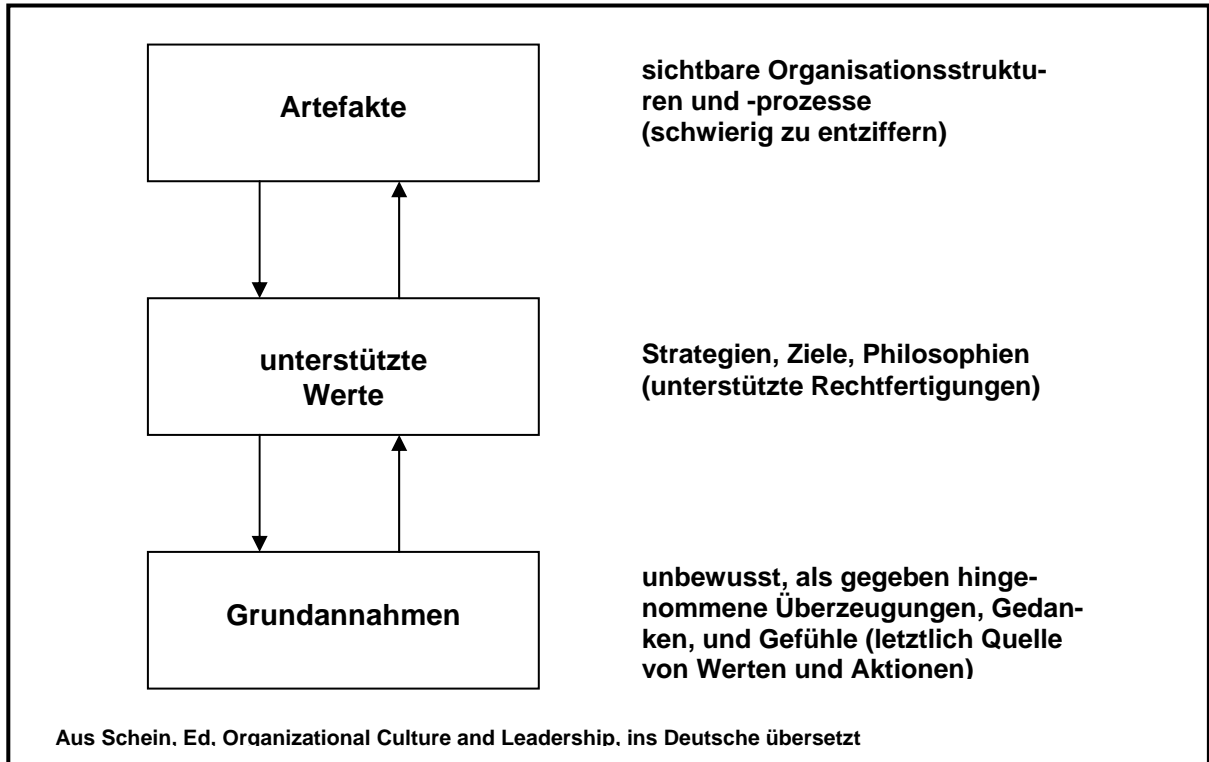 Artefakte
sichtbare Organisationsstruktu-
ren und -prozesse
(schwierig zu entziffern)
unterstützte
Werte
Strategien, Ziele, Philosophien
(unterstützte Rechtfertigungen)
Grundannahmen
unbewusst, als gegeben hinge-
nommene Überzeugungen, Gedan-
ken, und Gefühle (letztlich Quelle
von Werten und Aktionen)
Aus Schein, Ed, Organizational Culture and Leadership, ins Deutsche übersetzt